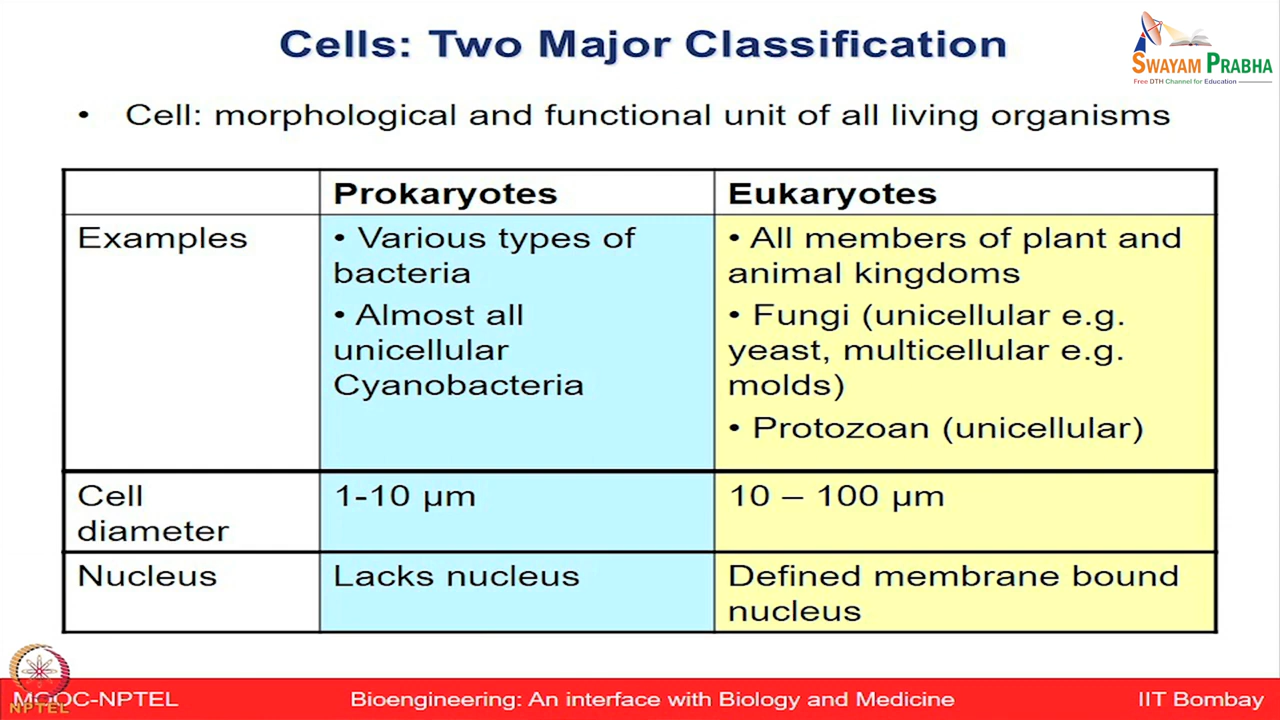 Cells: Two Major Classification
SWAYAM PRABHA
Free DTH Channel for Education
• Cell: morphological and functional unit of all living organisms
Prokaryotes
Eukaryotes
Examples
• Various types of
bacteria
• Almost all
unicellular
Cyanobacteria
• All members of plant and
animal kingdoms
• Fungi (unicellular e.g.
yeast, multicellular e.g.
molds)
• Protozoan (unicellular)
Cell
diameter
1-10 µm
10 – 100 µm
Nucleus
Lacks nucleus
Defined membrane bound
nucleus
MOOC-NPTEL
NPTEL
Bioengineering: An interface with Biology and Medicine
IIT Bombay